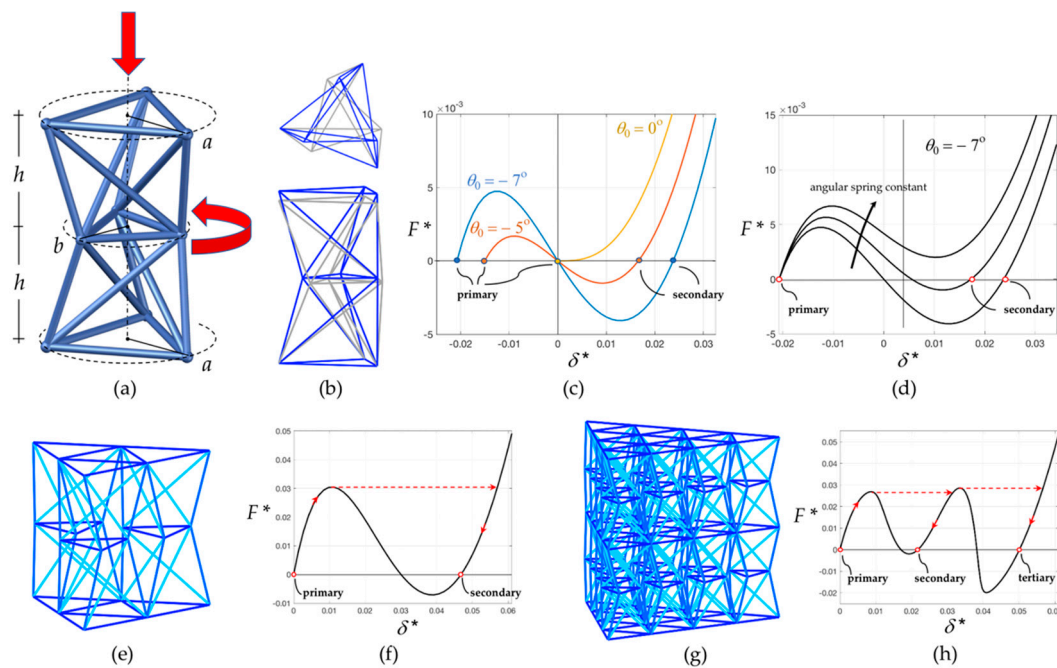 h
h
a
b
a
(a)
(b)
×10⁻³
10
5
0
-5
F*
θ₀ = 0°
θ₀ = − 7°
θ₀ = − 5°
primary
secondary
-0.02 -0.01 0 0.01 0.02 0.03
δ*
(c)
×10⁻³
15
10
5
0
-5
F*
θ₀ = − 7°
angular spring constant
primary
secondary
-0.02 -0.01 0 0.01 0.02 0.03
δ*
(d)
(e)
0.05
0.04
0.03
0.02
0.01
0
-0.01
F*
primary
secondary
0.00 0.01 0.02 0.03 0.04 0.05 0.06
δ*
(f)
(g)
0.05
0.04
0.03
0.02
0.01
0
-0.01
-0.02
F*
primary
secondary
tertiary
0 0.01 0.02 0.03 0.04 0.05 0.06
δ*
(h)